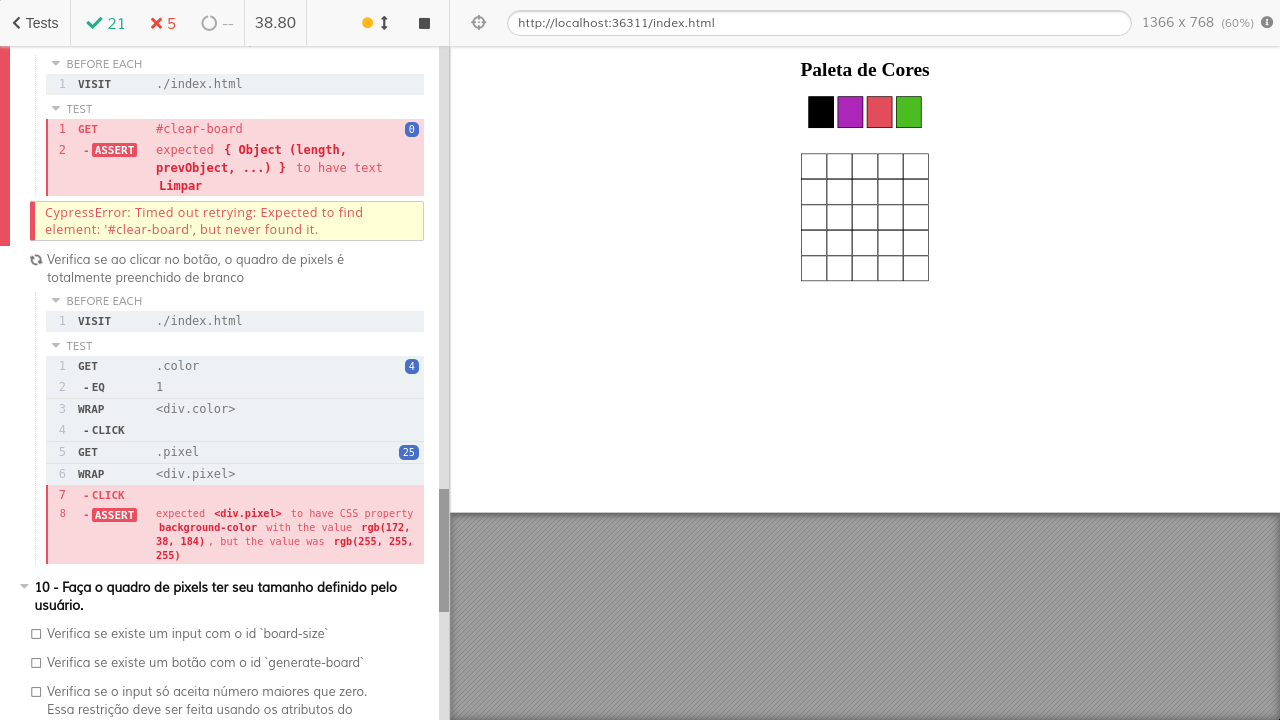 Tests
21
5
--
38.80
http://localhost:36311/index.html
1366 x 768 (60%)
BEFORE EACH
1 VISIT ./index.html
TEST
1 GET #clear-board 0
2 - ASSERT expected { Object (length,
prevObject, ...) } to have text
Limpar
CypressError: Timed out retrying: Expected to find
element: '#clear-board', but never found it.
Verifica se ao clicar no botão, o quadro de pixels é
totalmente preenchido de branco
BEFORE EACH
1 VISIT ./index.html
TEST
1 GET .color 4
2 - EQ 1
3 WRAP <div.color>
4 - CLICK
5 GET .pixel 25
6 WRAP <div.pixel>
7 - CLICK
8 - ASSERT expected <div.pixel> to have CSS property
background-color with the value rgb(172,
38, 184) , but the value was rgb(255, 255,
255)
10 - Faça o quadro de pixels ter seu tamanho definido pelo
usuário.
Verifica se existe um input com o id `board-size`
Verifica se existe um botão com o id `generate-board`
Verifica se o input só aceita número maiores que zero.
Essa restrição deve ser feita usando os atributos do
Paleta de Cores